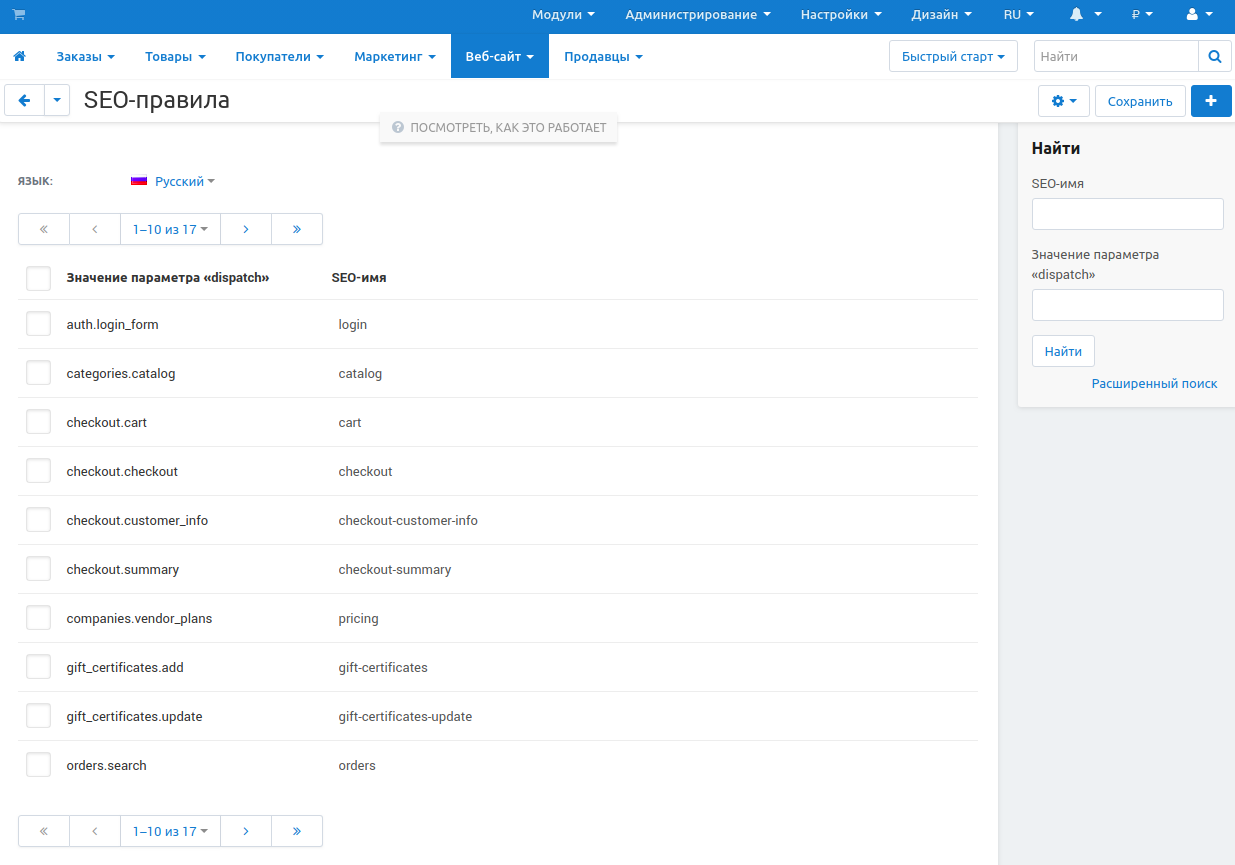 Модули Администрирование Настройки Дизайн RU ₽
Заказы Товары Покупатели Маркетинг Веб-сайт Продавцы Быстрый старт Найти
SEO-правила Сохранить
ПОСМОТРЕТЬ, КАК ЭТО РАБОТАЕТ
ЯЗЫК: Русский
« ‹ 1–10 из 17 › »
Значение параметра «dispatch» SEO-имя
auth.login_form login
categories.catalog catalog
checkout.cart cart
checkout.checkout checkout
checkout.customer_info checkout-customer-info
checkout.summary checkout-summary
companies.vendor_plans pricing
gift_certificates.add gift-certificates
gift_certificates.update gift-certificates-update
orders.search orders
« ‹ 1–10 из 17 › »
Найти
SEO-имя
Значение параметра
«dispatch»
Найти
Расширенный поиск